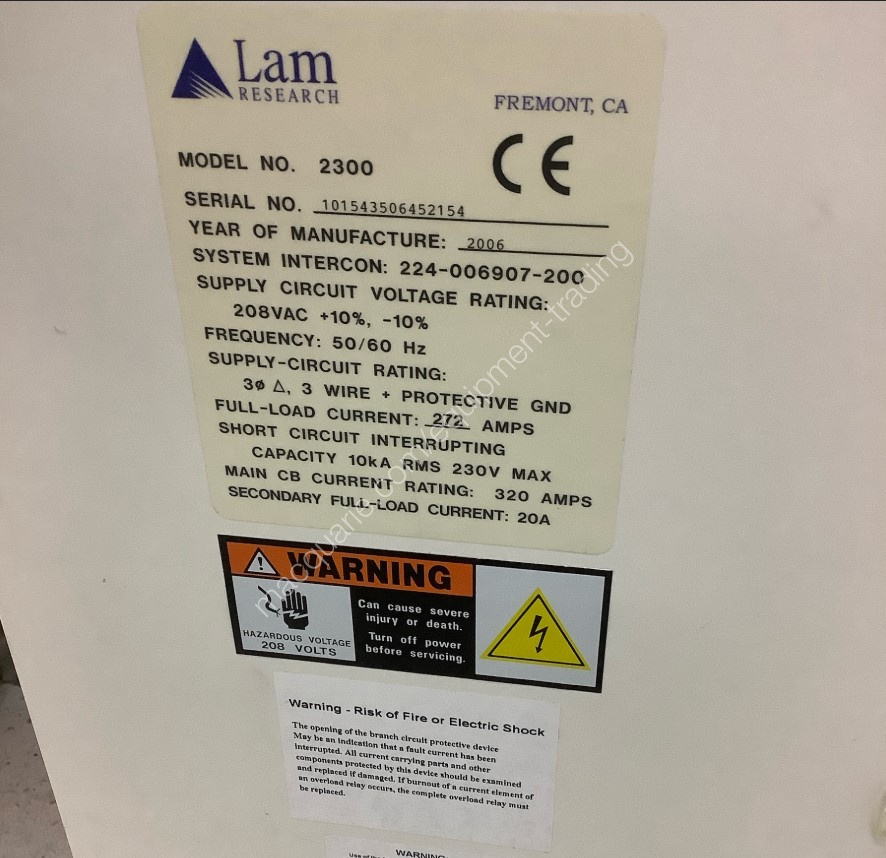 Lam
RESEARCH
FREMONT, CA
CE
MODEL NO. 2300
SERIAL NO. 101543506452154
YEAR OF MANUFACTURE: 2006
SYSTEM INTERCON: 224-006907-200
SUPPLY CIRCUIT VOLTAGE RATING:
208VAC +10%, -10%
FREQUENCY: 50/60 Hz
SUPPLY-CIRCUIT RATING:
3ø Δ, 3 WIRE + PROTECTIVE GND
FULL-LOAD CURRENT: 272 AMPS
SHORT CIRCUIT INTERRUPTING
CAPACITY 10kA RMS 230V MAX
MAIN CB CURRENT RATING: 320 AMPS
SECONDARY FULL-LOAD CURRENT: 20A
macquarie.com/equipment-trading
WARNING
HAZARDOUS VOLTAGE
208 VOLTS
Can cause severe
injury or death.
Turn off power
before servicing.
Warning - Risk of Fire or Electric Shock
The opening of the branch circuit protective device
May be an indication that a fault current has been
interrupted. All current carrying parts and other
components protected by this device should be examined
and replaced if damaged. If burnout of a current element of
an overload relay occurs, the complete overload relay must
be replaced.
WARNING